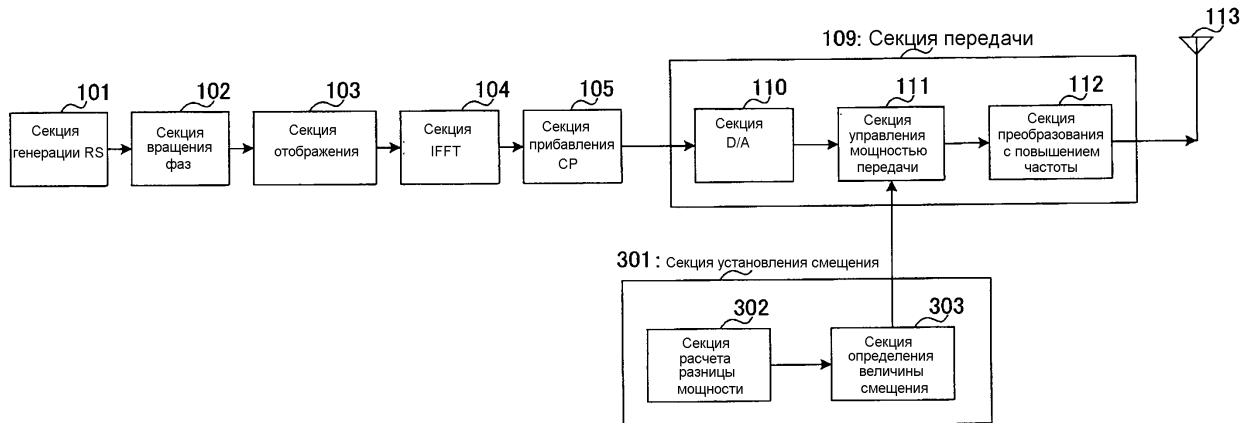 113
109: Секция передачи
101
Секция
генерации RS
102
Секция
вращения
фаз
103
Секция
отображения
104
Секция
IFFT
105
Секция
прибавления
CP
110
Секция
D/A
111
Секция
управления
мощностью
передачи
112
Секция
преобразования
с повышением
частоты
301: Секция установления смещения
302
Секция
расчета
разницы
мощности
303
Секция
определения
величины
смещения